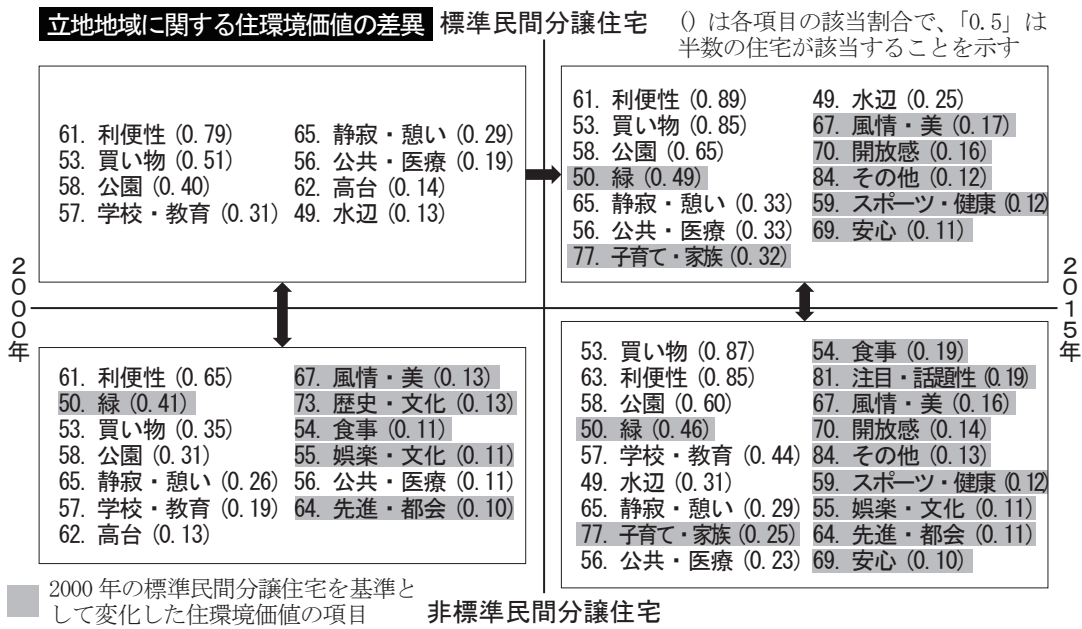 立地地域に関する住環境価値の差異
標準民間分譲住宅
() は各項目の該当割合で、「0.5」は
半数の住宅が該当することを示す
61. 利便性 (0.79)
53. 買い物 (0.51)
58. 公園 (0.40)
57. 学校・教育 (0.31)
65. 静寂・憩い (0.29)
56. 公共・医療 (0.19)
62. 高台 (0.14)
49. 水辺 (0.13)
61. 利便性 (0.89)
53. 買い物 (0.85)
58. 公園 (0.65)
50. 緑 (0.49)
65. 静寂・憩い (0.33)
56. 公共・医療 (0.33)
77. 子育て・家族 (0.32)
49. 水辺 (0.25)
67. 風情・美 (0.17)
70. 開放感 (0.16)
84. その他 (0.12)
59. スポーツ・健康 (0.12)
69. 安心 (0.11)
2000年
2015年
61. 利便性 (0.65)
50. 緑 (0.41)
53. 買い物 (0.35)
58. 公園 (0.31)
65. 静寂・憩い (0.26)
57. 学校・教育 (0.19)
62. 高台 (0.13)
67. 風情・美 (0.13)
73. 歴史・文化 (0.13)
54. 食事 (0.11)
55. 娯楽・文化 (0.11)
56. 公共・医療 (0.11)
64. 先進・都会 (0.10)
53. 買い物 (0.87)
63. 利便性 (0.85)
58. 公園 (0.60)
50. 緑 (0.46)
57. 学校・教育 (0.44)
49. 水辺 (0.31)
65. 静寂・憩い (0.29)
77. 子育て・家族 (0.25)
56. 公共・医療 (0.23)
54. 食事 (0.19)
81. 注目・話題性 (0.19)
67. 風情・美 (0.16)
70. 開放感 (0.14)
84. その他 (0.13)
59. スポーツ・健康 (0.12)
55. 娯楽・文化 (0.11)
64. 先進・都会 (0.11)
69. 安心 (0.10)
2000 年の標準民間分譲住宅を基準と
して変化した住環境価値の項目
非標準民間分譲住宅